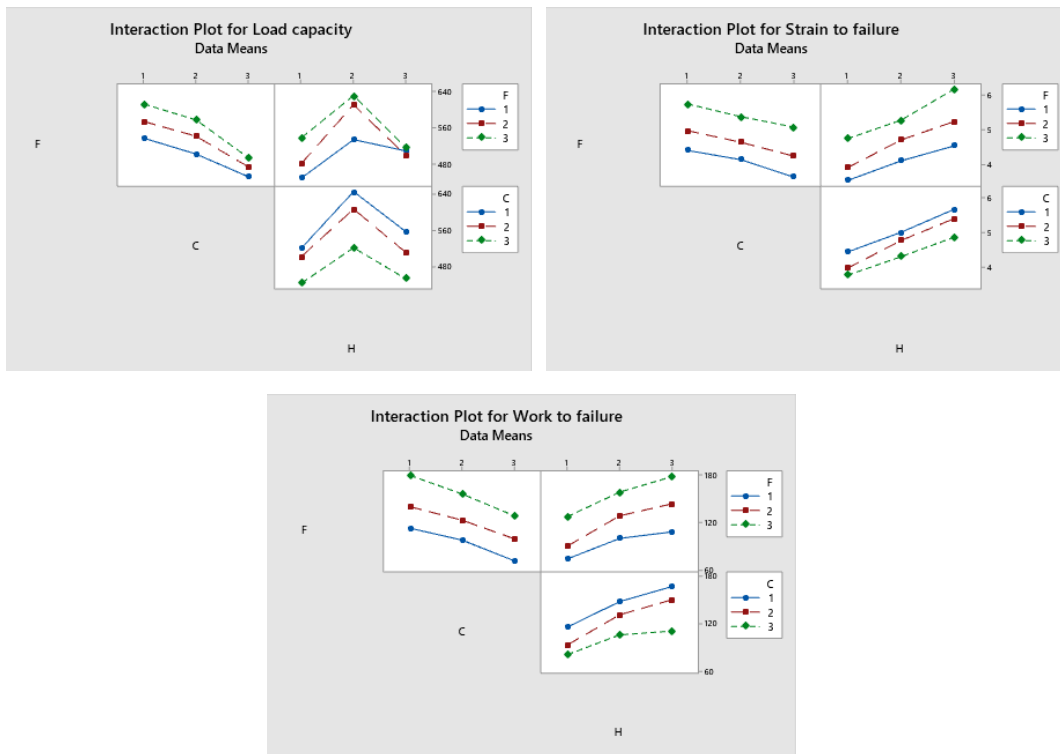 Interaction Plot for Load capacity
Data Means
1 2 3 1 2 3
640
560
480
F
F
1
2
3
640
560
480
C
C
1
2
3
H
Interaction Plot for Strain to failure
Data Means
1 2 3 1 2 3
6
5
4
F
F
1
2
3
6
5
4
C
C
1
2
3
H
Interaction Plot for Work to failure
Data Means
1 2 3 1 2 3
180
120
60
F
F
1
2
3
180
120
60
C
C
1
2
3
H